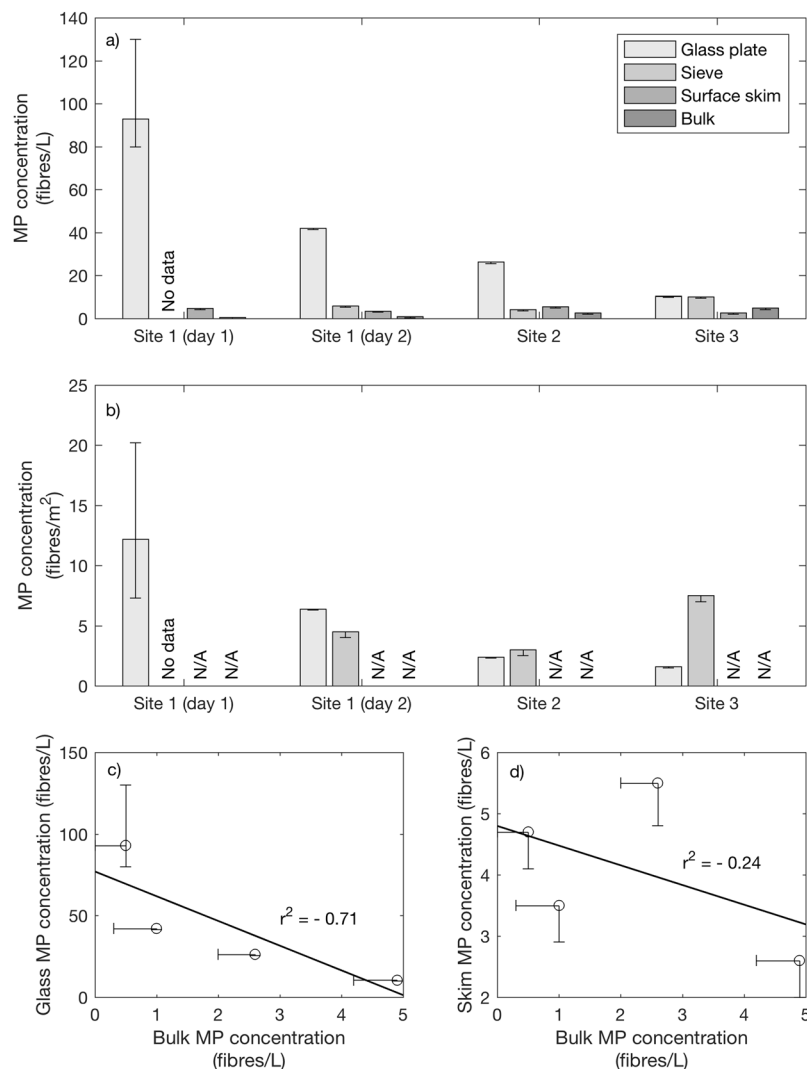 a)
140
120
100
80
60
40
20
0
MP concentration
(fibres/L)
Glass plate
Sieve
Surface skim
Bulk
No data
Site 1 (day 1)
Site 1 (day 2)
Site 2
Site 3
b)
25
20
15
10
5
0
MP concentration
(fibres/m²)
No data
N/A
N/A
N/A
N/A
N/A
N/A
N/A
N/A
Site 1 (day 1)
Site 1 (day 2)
Site 2
Site 3
c)
150
100
50
0
Glass MP concentration (fibres/L)
r² = - 0.71
0 1 2 3 4 5
Bulk MP concentration
(fibres/L)
d)
6
5
4
3
2
Skim MP concentration (fibres/L)
r² = - 0.24
0 1 2 3 4 5
Bulk MP concentration
(fibres/L)